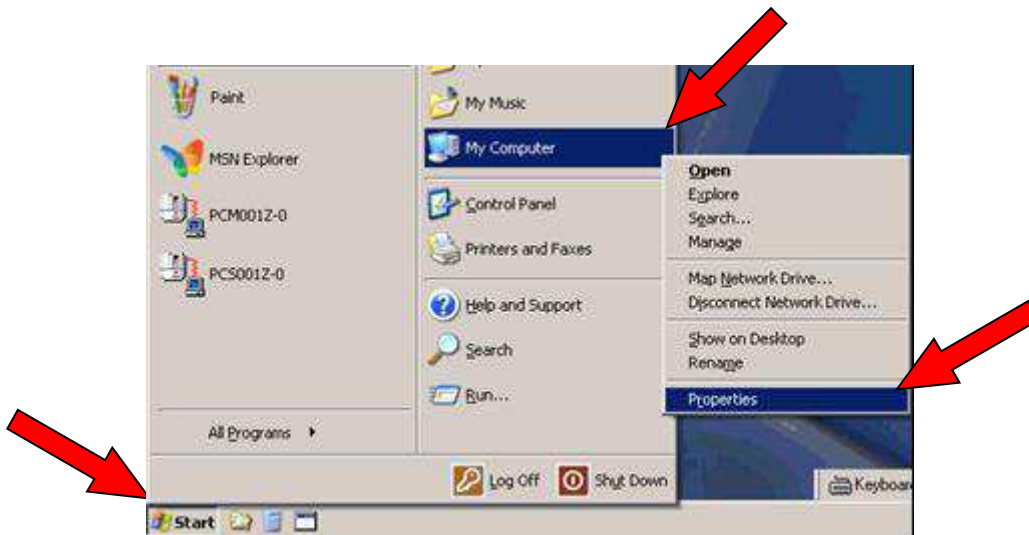 Paint
MSN Explorer
PCM001Z-0
PCS001Z-0
All Programs
My Music
My Computer
Control Panel
Printers and Faxes
Help and Support
Search
Run...
Open
Explore
Search...
Manage
Map Network Drive...
Disconnect Network Drive...
Show on Desktop
Rename
Properties
Log Off
Shut Down
Start